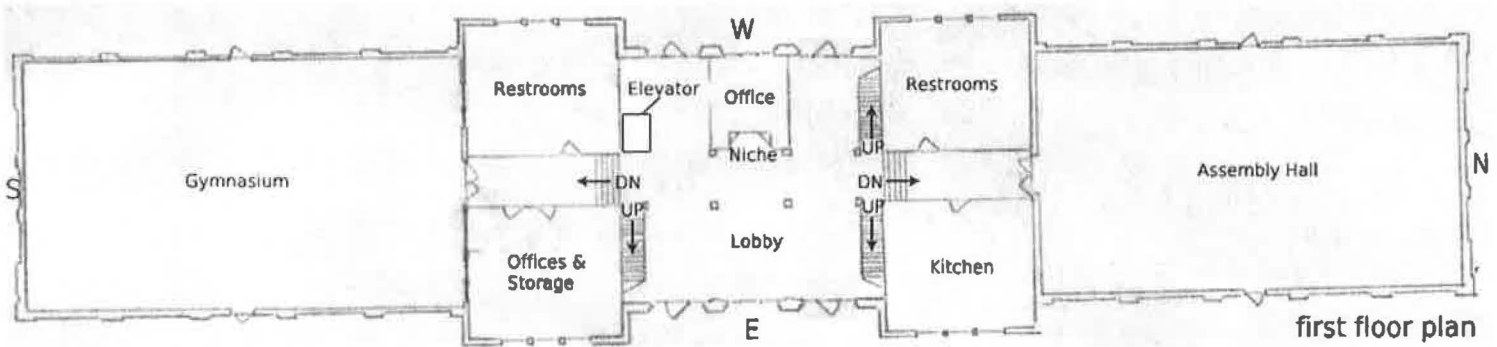 W
Restrooms
Elevator
Office
Restrooms
UP
Niche
S
Gymnasium
DN
DN
Assembly Hall
N
UP
UP
Lobby
Offices &
Storage
Kitchen
E
first floor plan